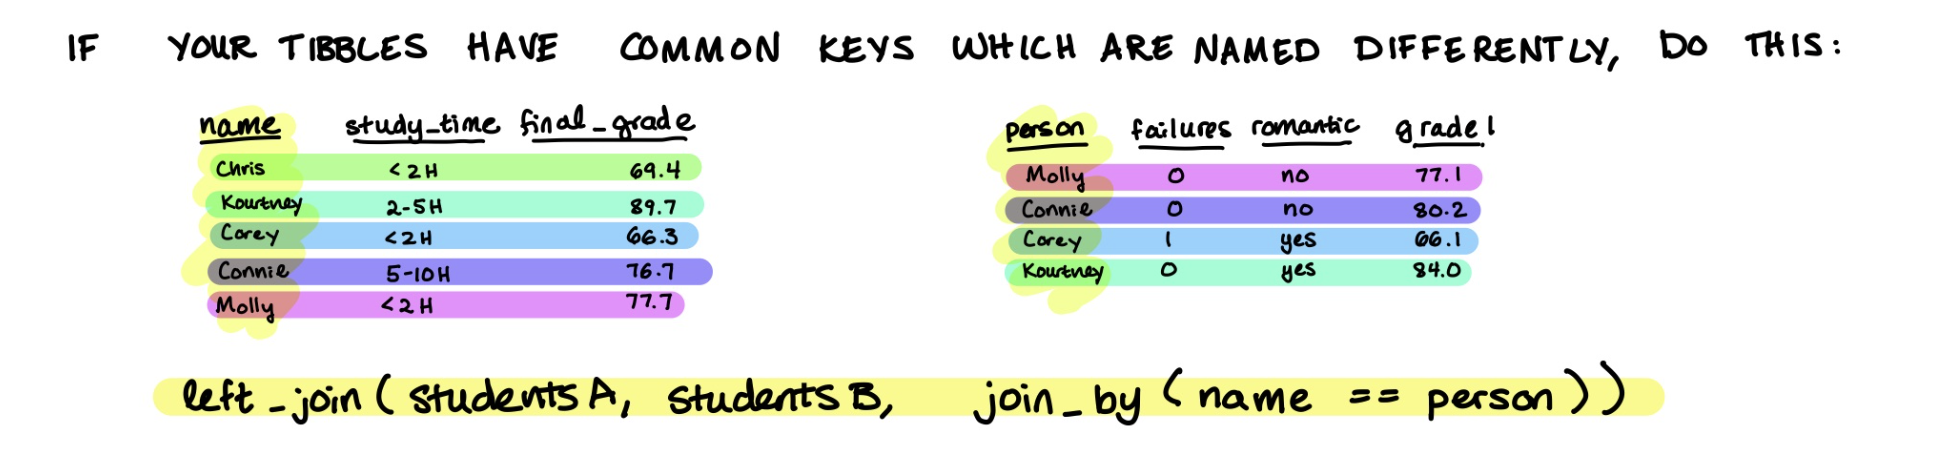 IF YOUR TIBBLES HAVE COMMON KEYS WHICH ARE NAMED DIFFERENTLY, DO THIS:
name study_time final_grade
Chris <2H 69.4
Kourtney 2-5H 89.7
Corey <2H 66.3
Connie 5-10H 76.7
Molly <2H 77.7
person failures romantic grade1
Molly 0 no 77.1
Connie 0 no 80.2
Corey 1 yes 66.1
Kourtney 0 yes 84.0
left_join(studentsA, studentsB, join_by(name == person))